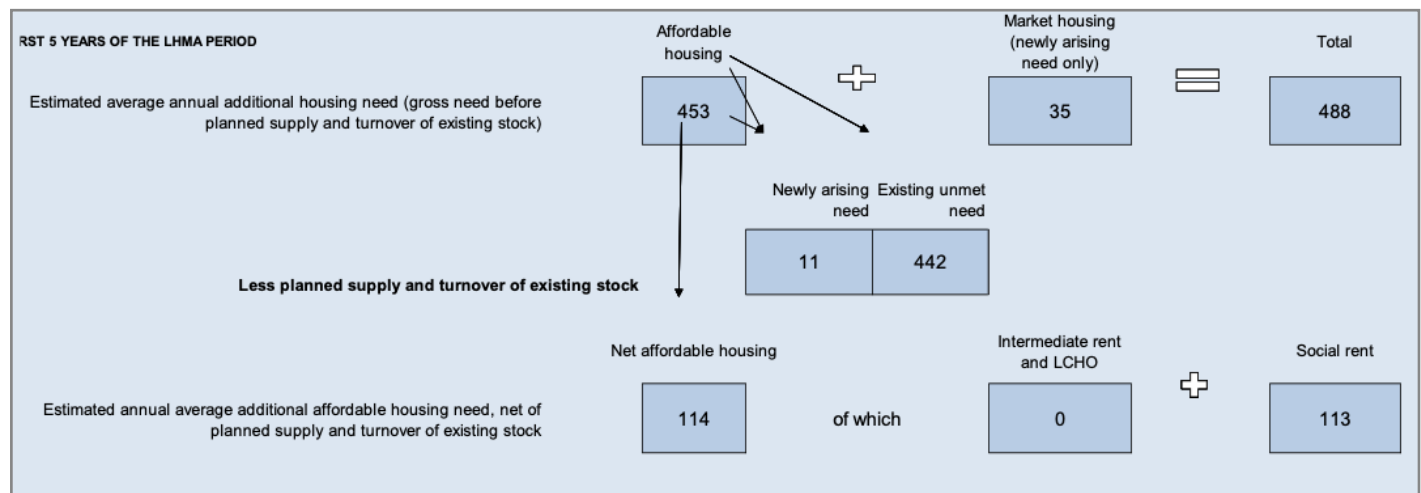 RST 5 YEARS OF THE LHMA PERIOD
Affordable
housing
Market housing
(newly arising
need only)
Total
Estimated average annual additional housing need (gross need before
planned supply and turnover of existing stock)
453
35
488
Newly arising
need
Existing unmet
need
11
442
Less planned supply and turnover of existing stock
Net affordable housing
Intermediate rent
and LCHO
Social rent
Estimated annual average additional affordable housing need, net of
planned supply and turnover of existing stock
114
of which
0
113